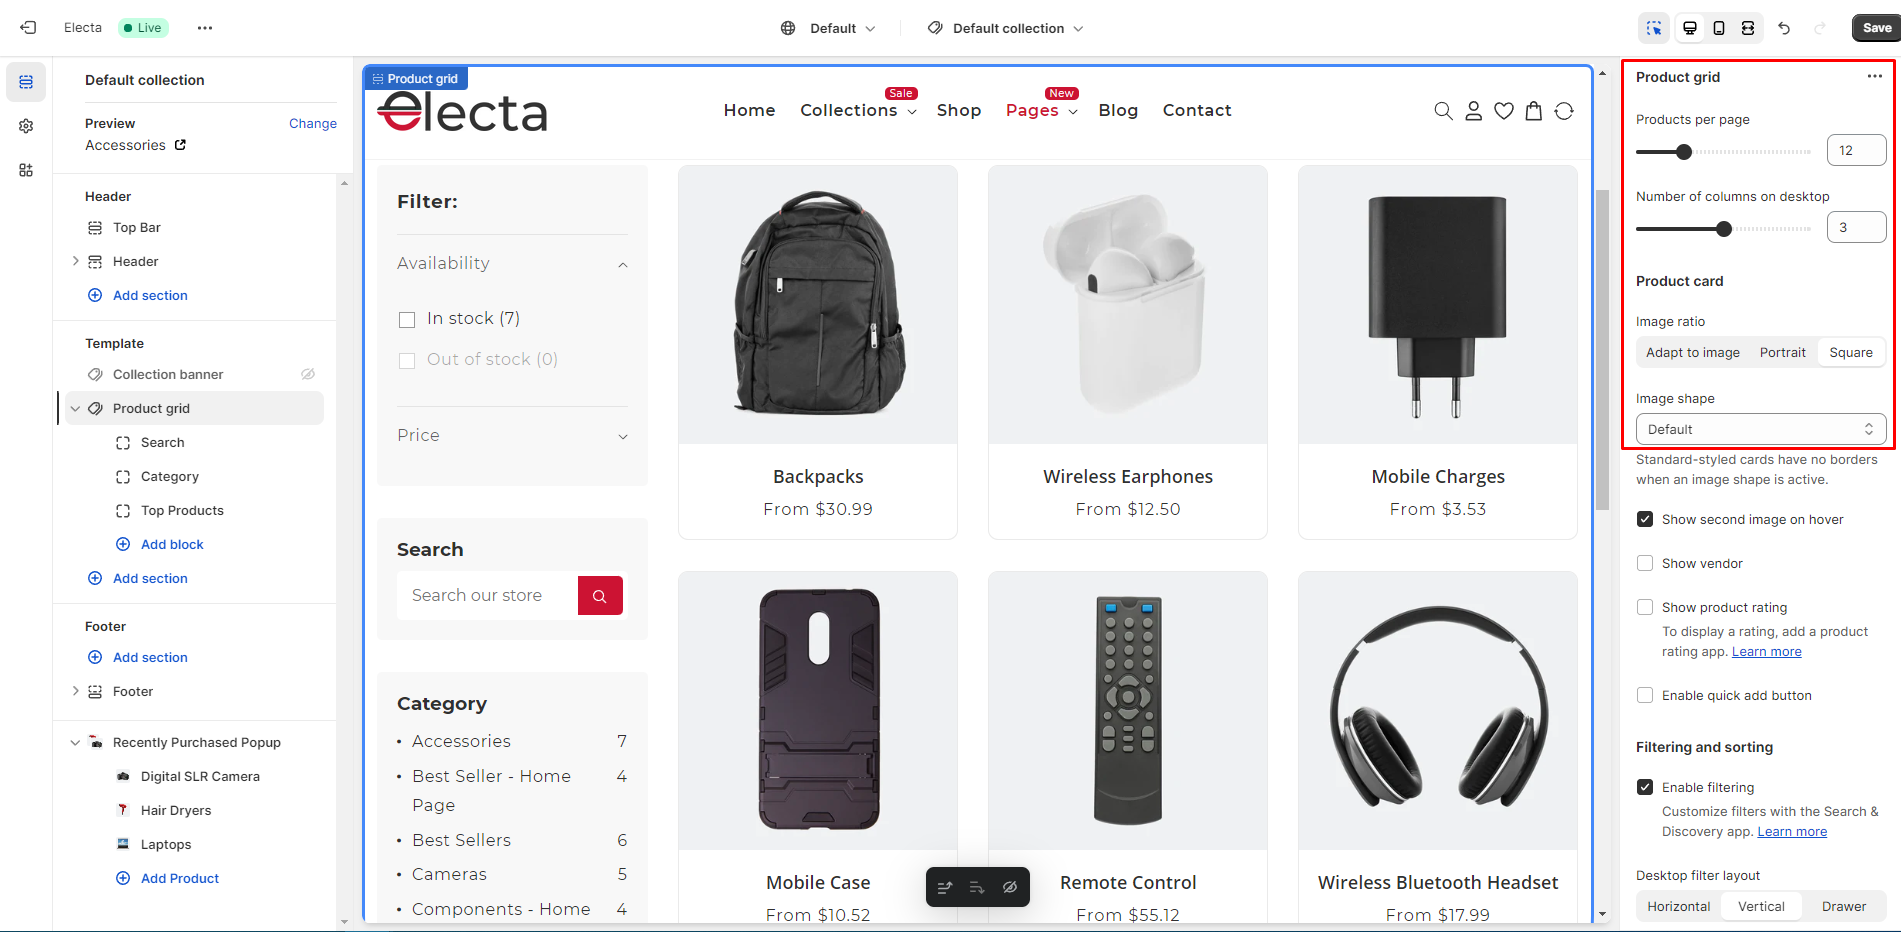 Electa
Live
Default
Default collection
Save
Default collection
Preview
Change
Accessories
Header
Top Bar
Header
Add section
Template
Collection banner
Product grid
Search
Category
Top Products
Add block
Add section
Footer
Add section
Footer
Recently Purchased Popup
Digital SLR Camera
Hair Dryers
Laptops
Add Product
Product grid
electa
Home
Collections
Sale
Shop
Pages
New
Blog
Contact
Filter:
Availability
In stock (7)
Out of stock (0)
Price
Search
Search our store
Category
• Accessories 7
• Best Seller - Home 4
Page
• Best Sellers 6
• Cameras 5
• Components - Home 4
Backpacks
From $30.99
Wireless Earphones
From $12.50
Mobile Charges
From $3.53
Mobile Case
From $10.52
Remote Control
From $55.12
Wireless Bluetooth Headset
From $17.99
Product grid
Products per page
12
Number of columns on desktop
3
Product card
Image ratio
Adapt to image Portrait Square
Image shape
Default
Standard-styled cards have no borders
when an image shape is active.
Show second image on hover
Show vendor
Show product rating
To display a rating, add a product
rating app. Learn more
Enable quick add button
Filtering and sorting
Enable filtering
Customize filters with the Search &
Discovery app. Learn more
Desktop filter layout
Horizontal Vertical Drawer